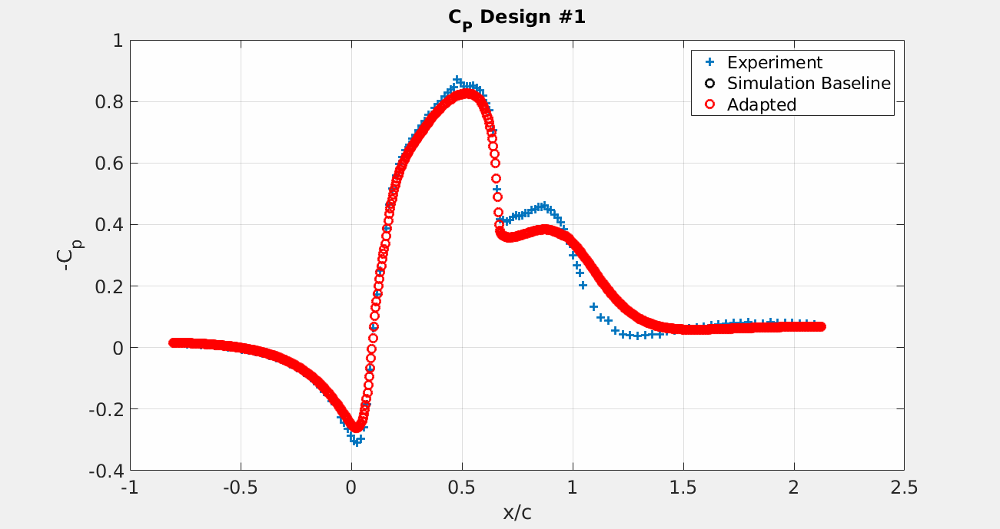 CP Design #1
Experiment
Simulation Baseline
Adapted
1
0.8
0.6
0.4
0.2
0
-0.2
-0.4
-Cp
-1
-0.5
0
0.5
1
1.5
2
2.5
x/c